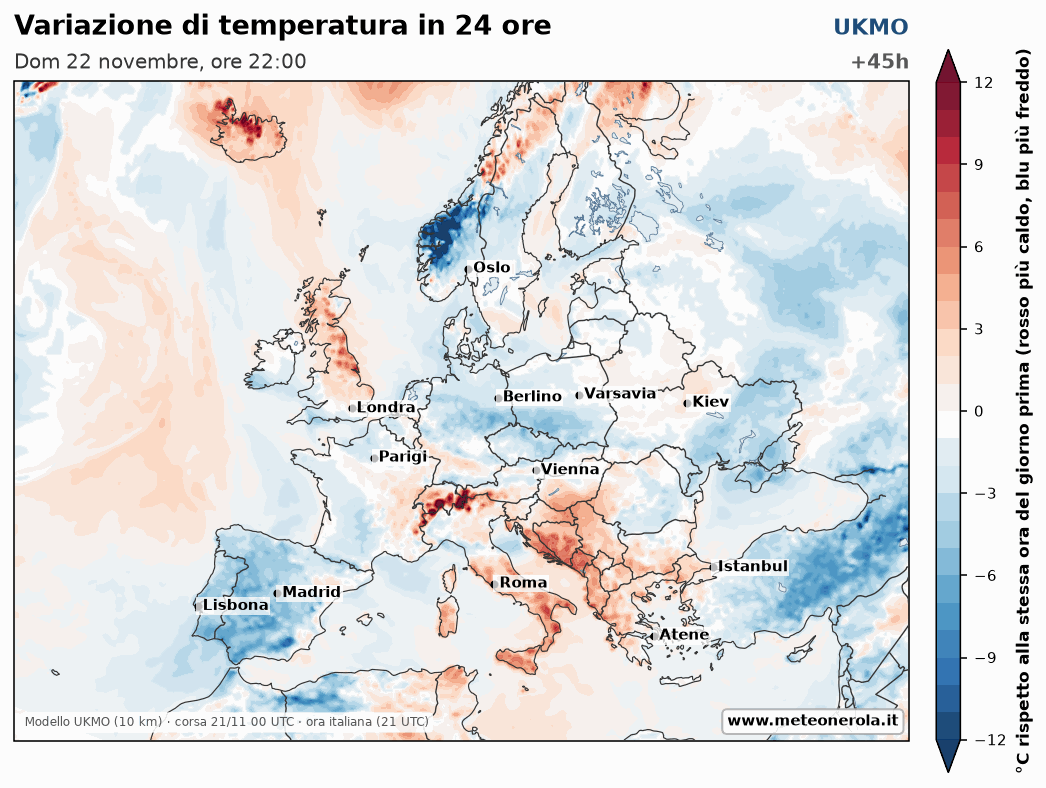 Variazione di temperatura in 24 ore
UKMO
Dom 22 novembre, ore 22:00
+45h
Oslo
Londra
Berlino
Varsavia
Kiev
Parigi
Vienna
Lisbona
Madrid
Roma
Istanbul
Atene
Modello UKMO (10 km) · corsa 21/11 00 UTC · ora italiana (21 UTC)
www.meteonerola.it
12
9
6
3
0
−3
−6
−9
−12
°C rispetto alla stessa ora del giorno prima (rosso più caldo, blu più freddo)